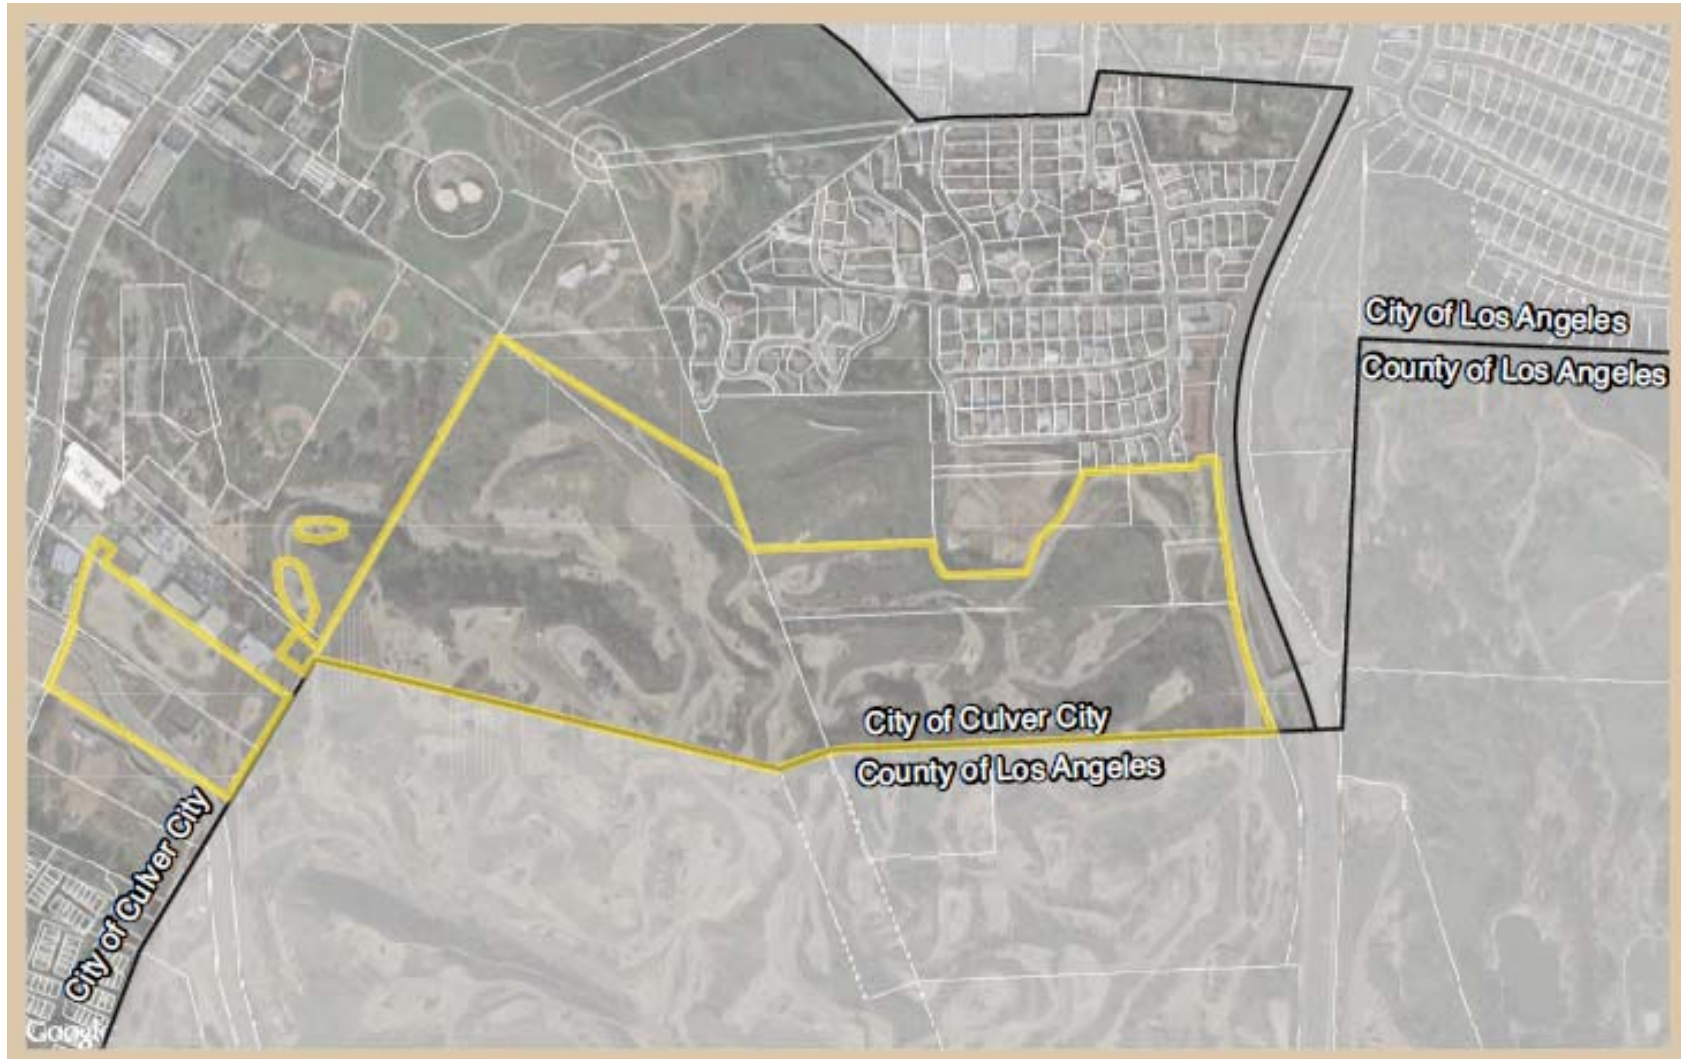 City of Los Angeles
County of Los Angeles
City of Culver City
County of Los Angeles
City of Culver City
Google